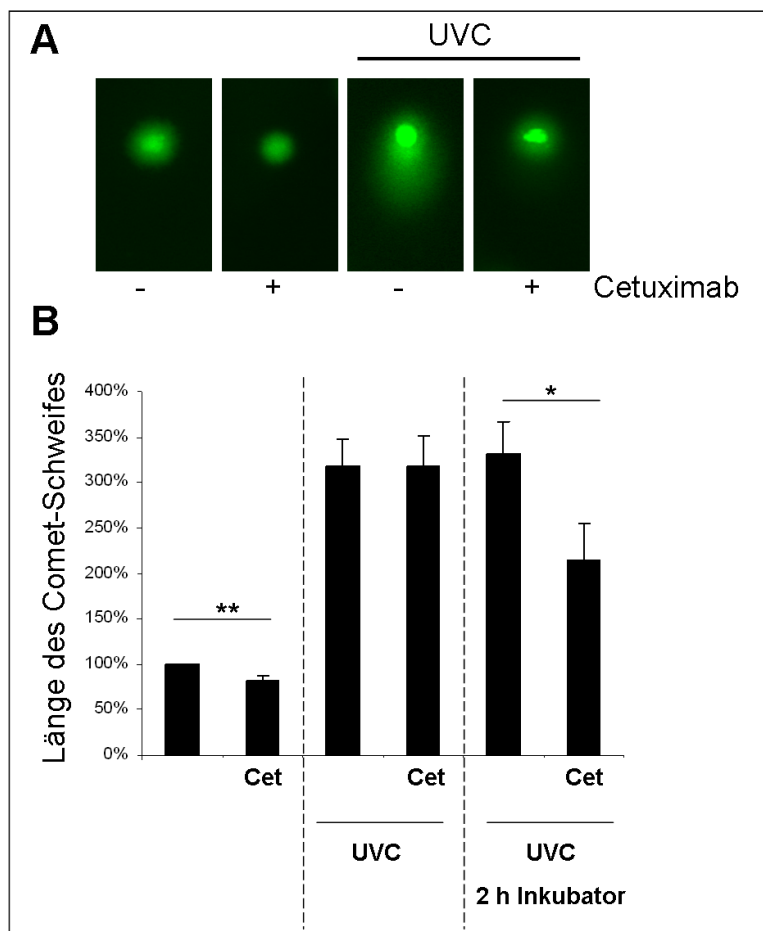 A
UVC
- + - + Cetuximab
B
Länge des Comet-Schweifes
400%
350%
300%
250%
200%
150%
100%
50%
0%
**
*
Cet Cet Cet
UVC UVC
2 h Inkubator